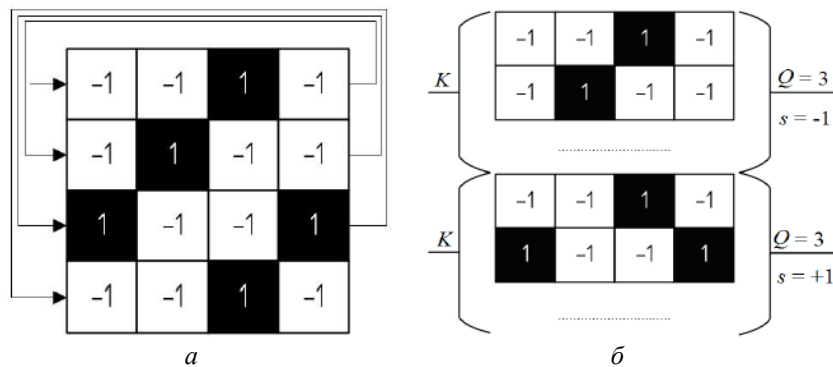 -1 -1 1 -1
-1 1 -1 -1
1 -1 -1 1
-1 -1 1 -1
а
-1 -1 1 -1
K
Q = 3
-1 1 -1 -1
s = -1
....................
-1 -1 1 -1
K
Q = 3
1 -1 -1 1
s = +1
....................
б